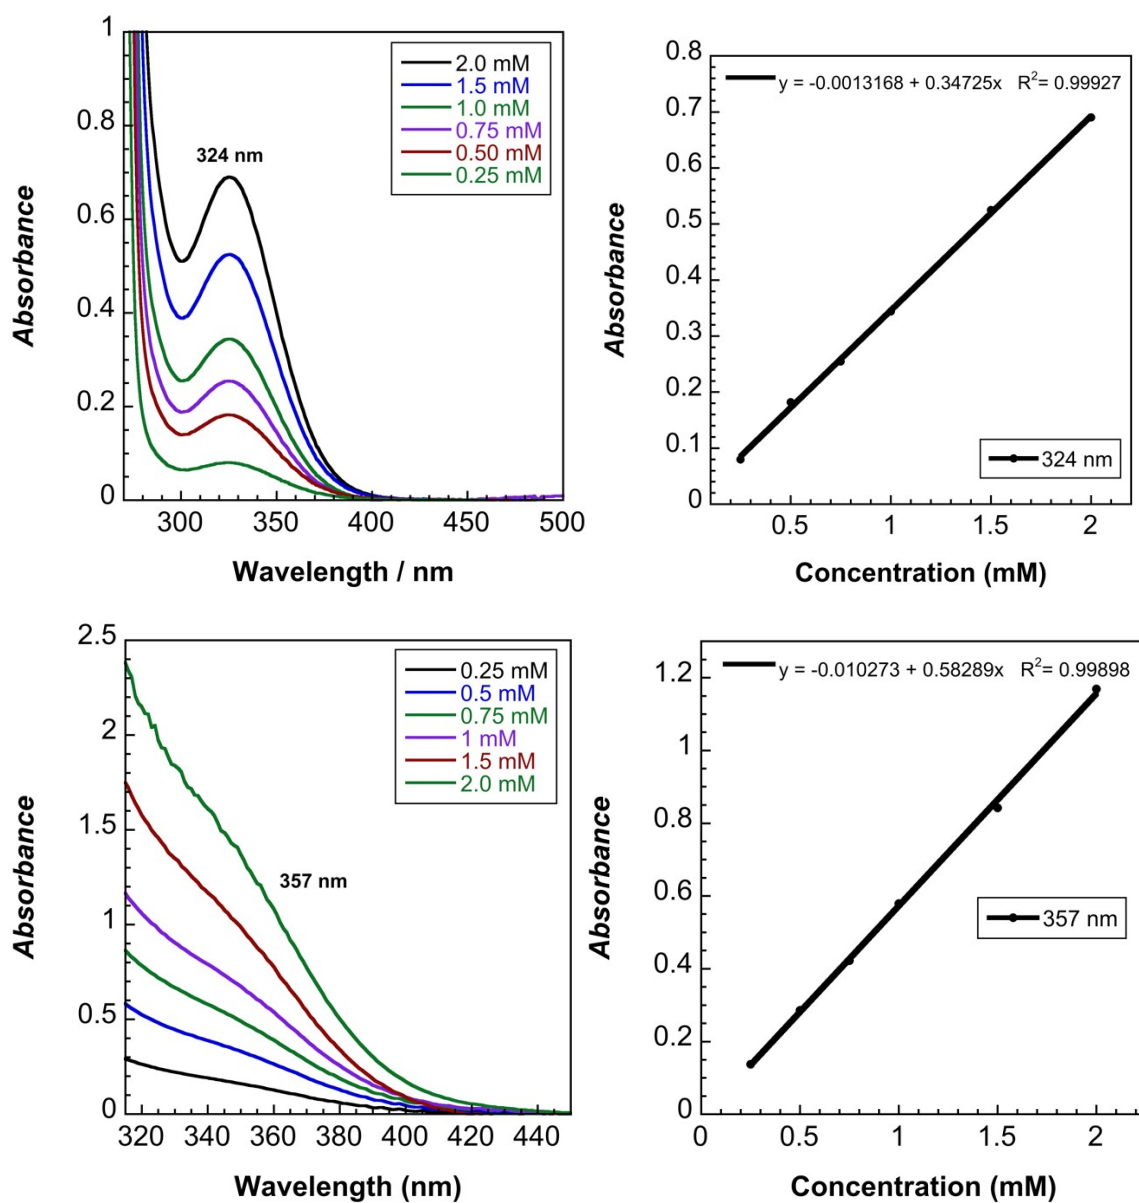 1
0.8
0.6
0.4
0.2
0
Absorbance
324 nm
2.0 mM
1.5 mM
1.0 mM
0.75 mM
0.50 mM
0.25 mM
300 350 400 450 500
Wavelength / nm
0.8
0.7
0.6
0.5
0.4
0.3
0.2
0.1
0
Absorbance
y = -0.0013168 + 0.34725x R²= 0.99927
324 nm
0.5 1 1.5 2
Concentration (mM)
2.5
2
1.5
1
0.5
0
Absorbance
357 nm
0.25 mM
0.5 mM
0.75 mM
1 mM
1.5 mM
2.0 mM
320 340 360 380 400 420 440
Wavelength (nm)
1.2
1
0.8
0.6
0.4
0.2
0
Absorbance
y = -0.010273 + 0.58289x R²= 0.99898
357 nm
0 0.5 1 1.5 2
Concentration (mM)